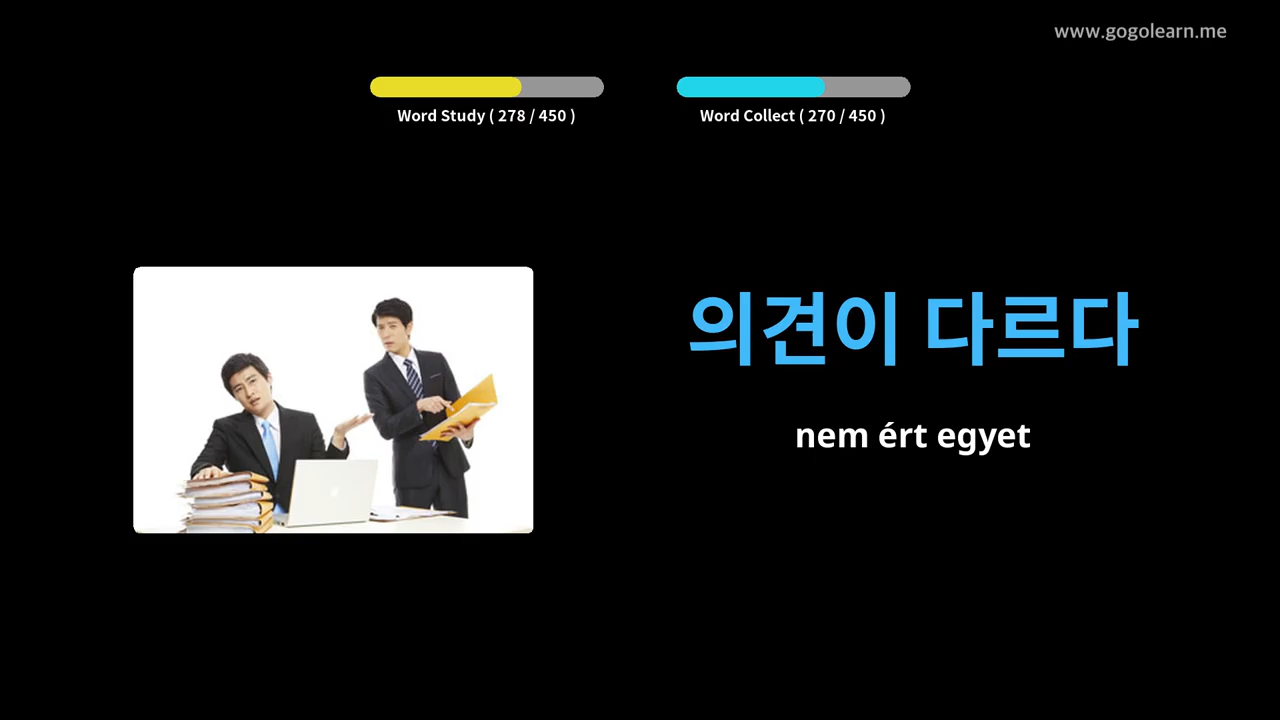 www.gogolearn.me
Word Study ( 278 / 450 )
Word Collect ( 270 / 450 )
의견이 다르다
nem ért egyet